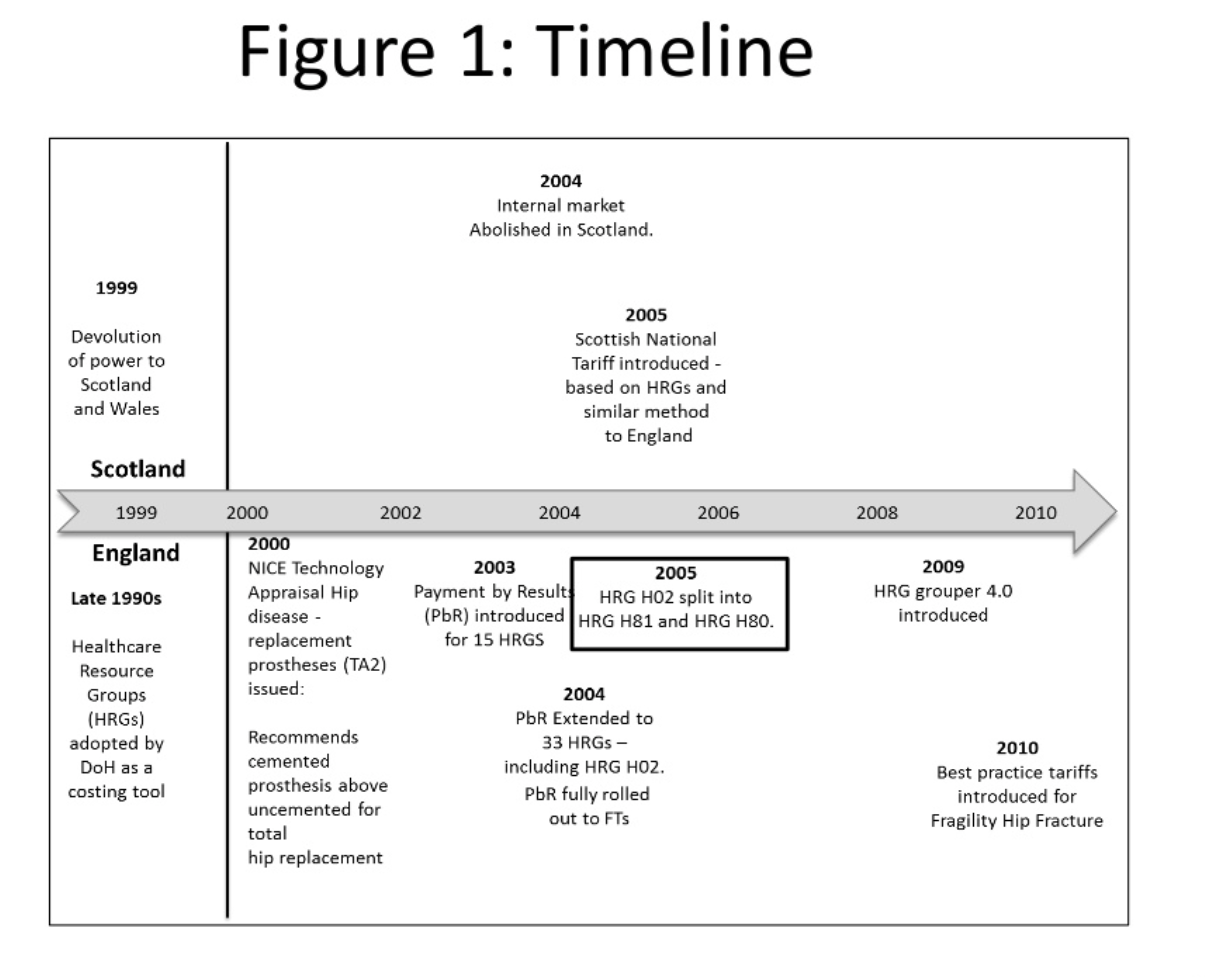 Figure 1: Timeline
2004
Internal market
Abolished in Scotland.
1999
Devolution
of power to
Scotland
and Wales
2005
Scottish National
Tariff introduced -
based on HRGs and
similar method
to England
Scotland
1999 2000 2002 2004 2006 2008 2010
England
Late 1990s
Healthcare
Resource
Groups
(HRGs)
adopted by
DoH as a
costing tool
2000
NICE Technology
Appraisal Hip
disease -
replacement
prostheses (TA2)
issued:
Recommends
cemented
prosthesis above
uncemented for
total
hip replacement
2003
Payment by Results
(PbR) introduced
for 15 HRGS
2005
HRG H02 split into
HRG H81 and HRG H80.
2004
PbR Extended to
33 HRGs –
including HRG H02.
PbR fully rolled
out to FTs
2009
HRG grouper 4.0
introduced
2010
Best practice tariffs
introduced for
Fragility Hip Fracture